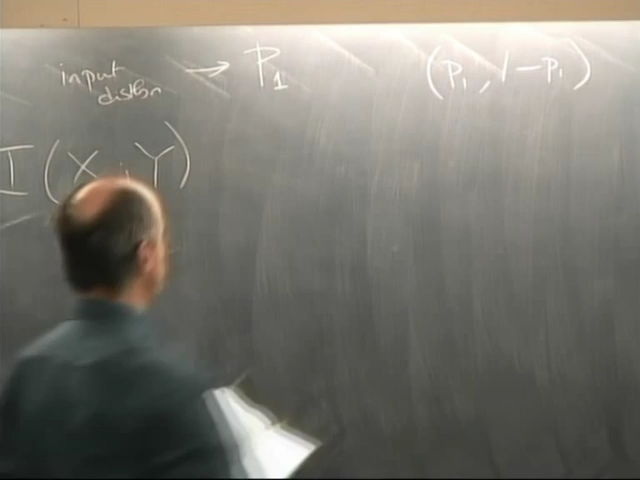 input distbn → P₁ (p₁, 1-p₁)
I(X;Y)